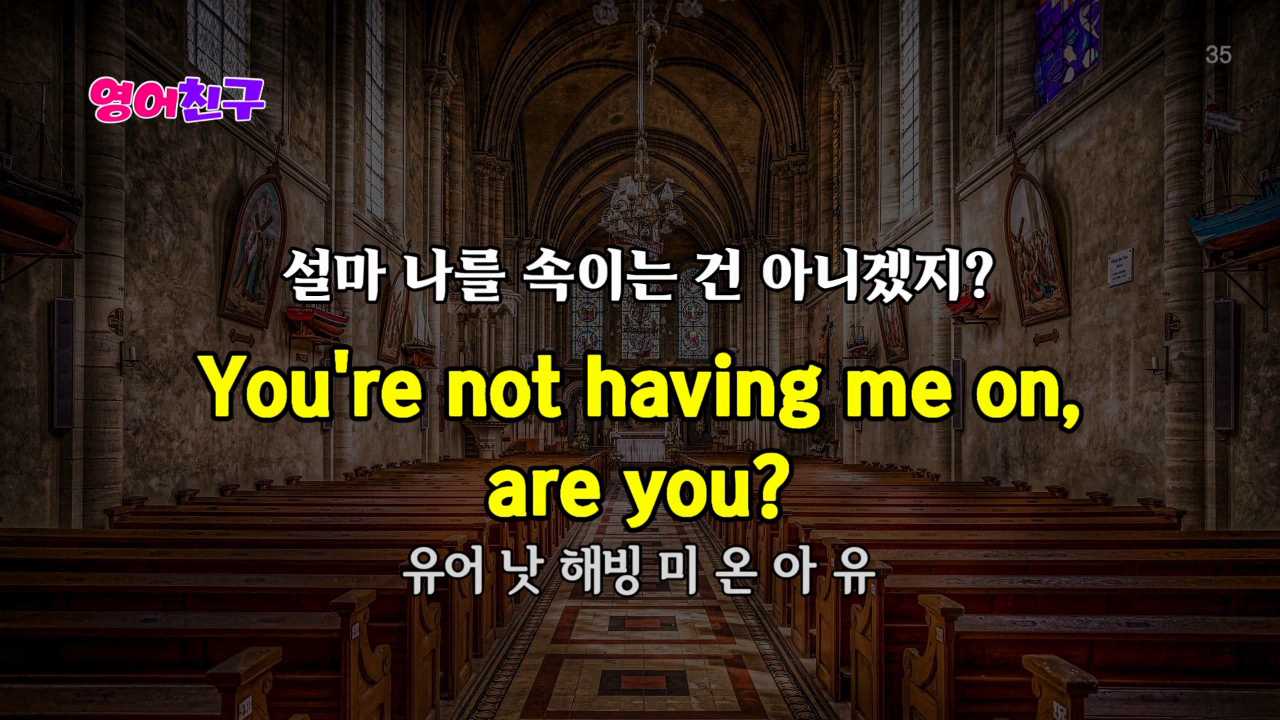 35
영어친구
설마 나를 속이는 건 아니겠지?
You're not having me on,
are you?
유어 낫 해빙 미 온 아 유